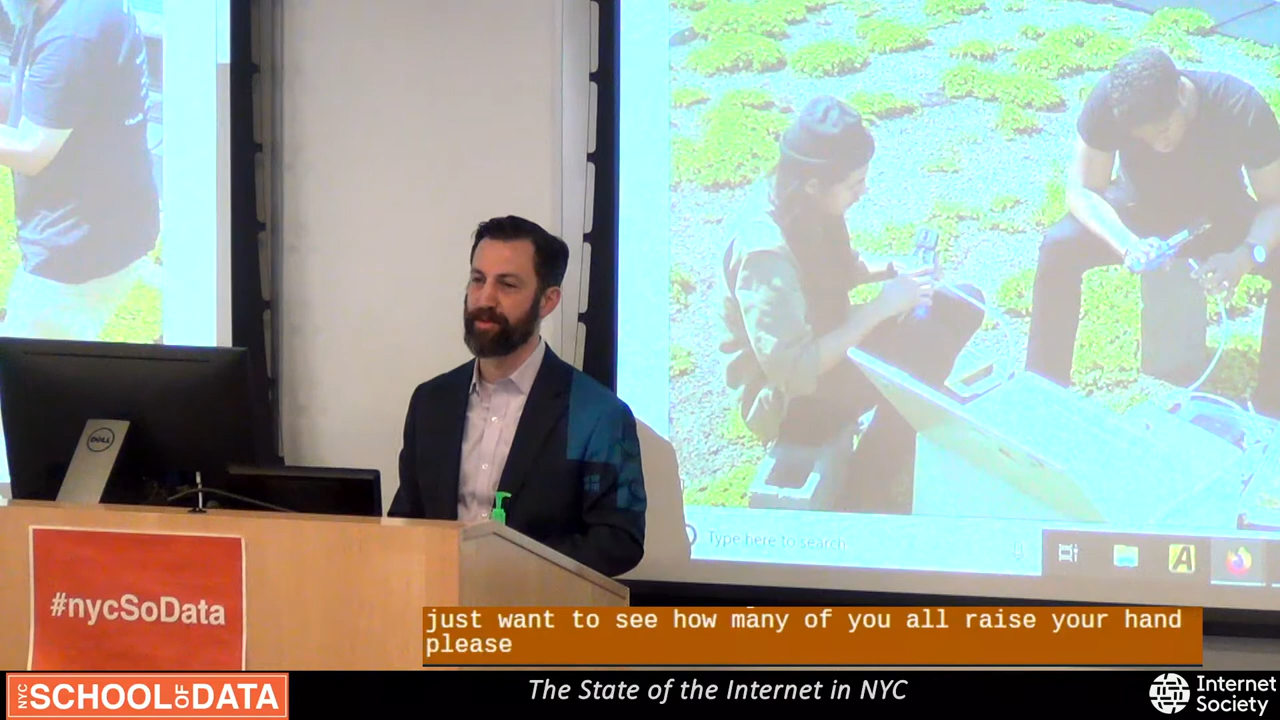 Type here to search
DELL
#nycSoData
just want to see how many of you all raise your hand
please
NYC SCHOOL OF DATA
The State of the Internet in NYC
Internet
Society